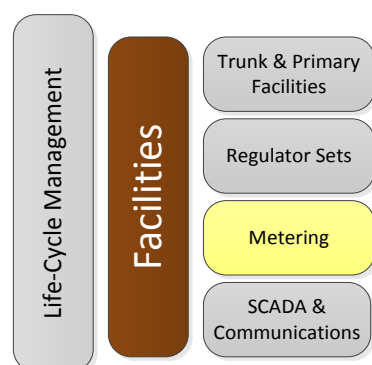 Life-Cycle Management
Facilities
Trunk & Primary
Facilities
Regulator Sets
Metering
SCADA &
Communications